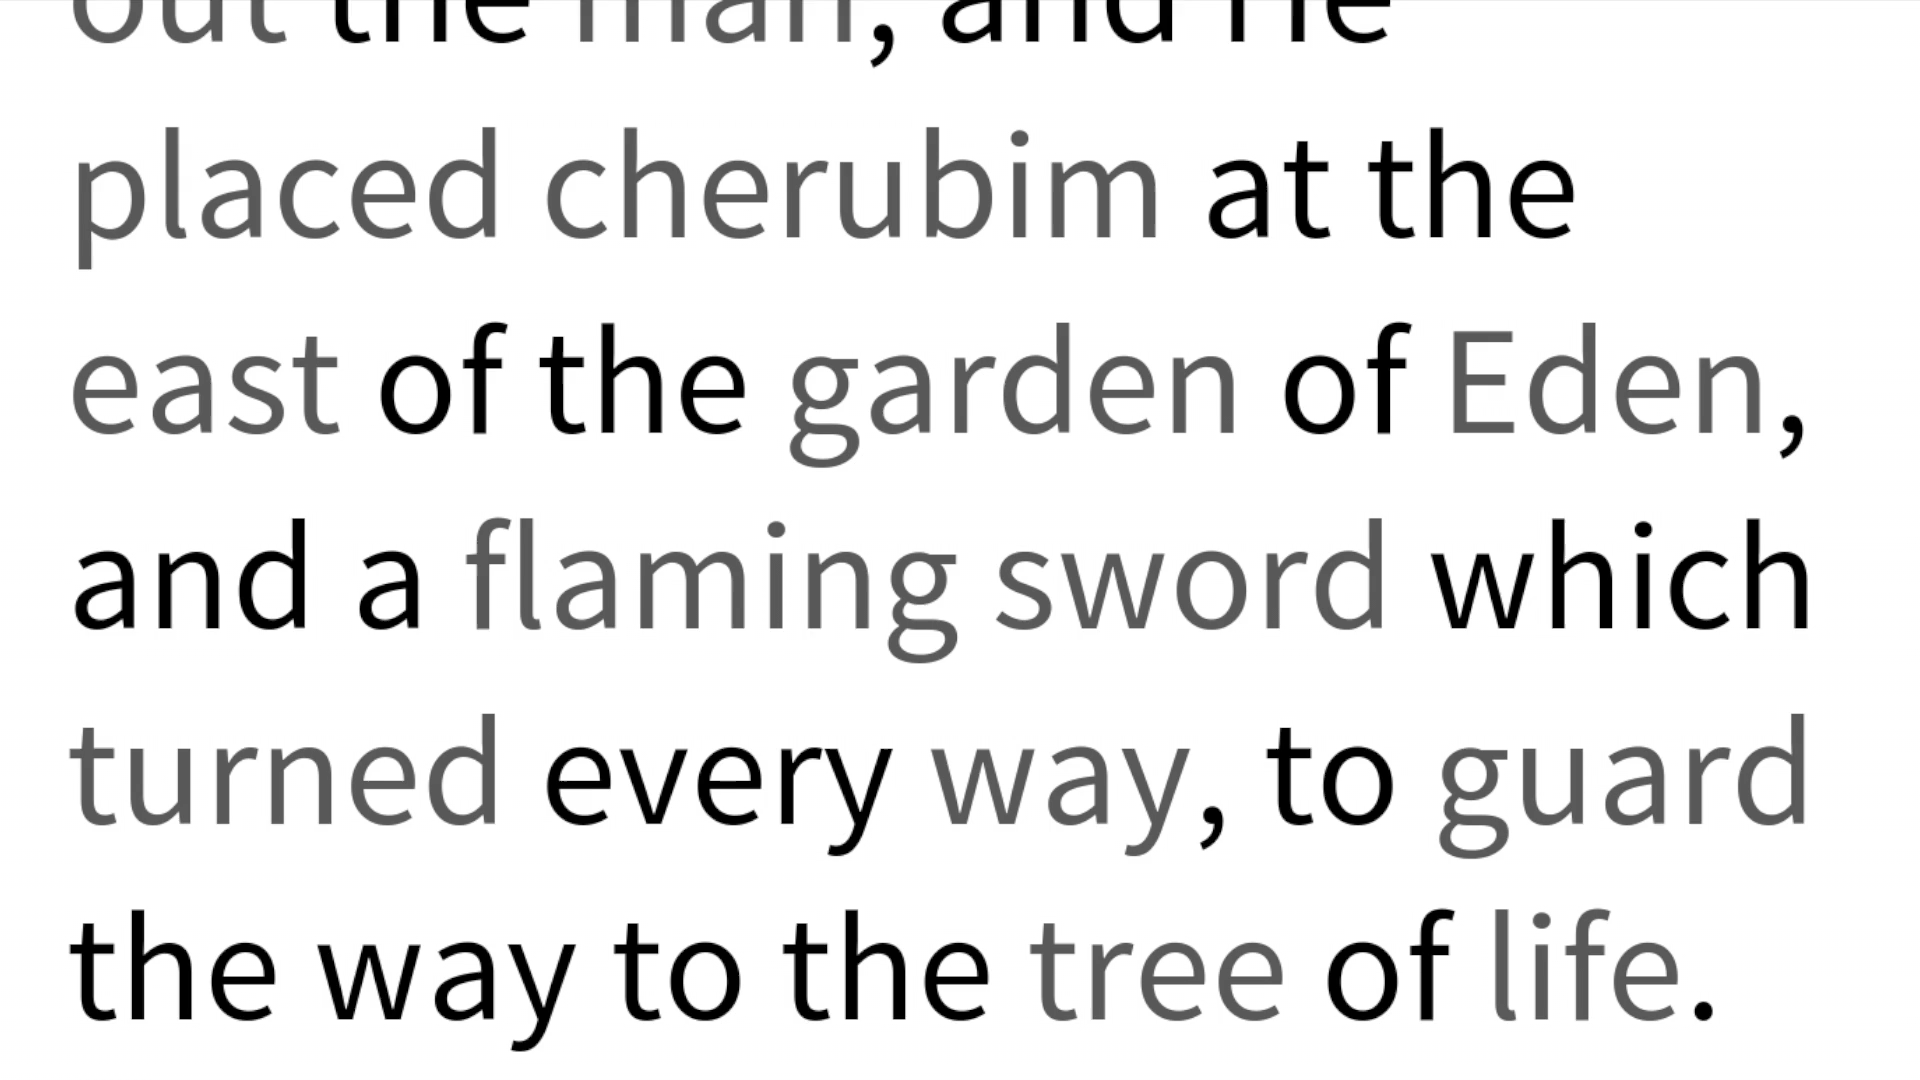 out the man, and He
placed cherubim at the
east of the garden of Eden,
and a flaming sword which
turned every way, to guard
the way to the tree of life.